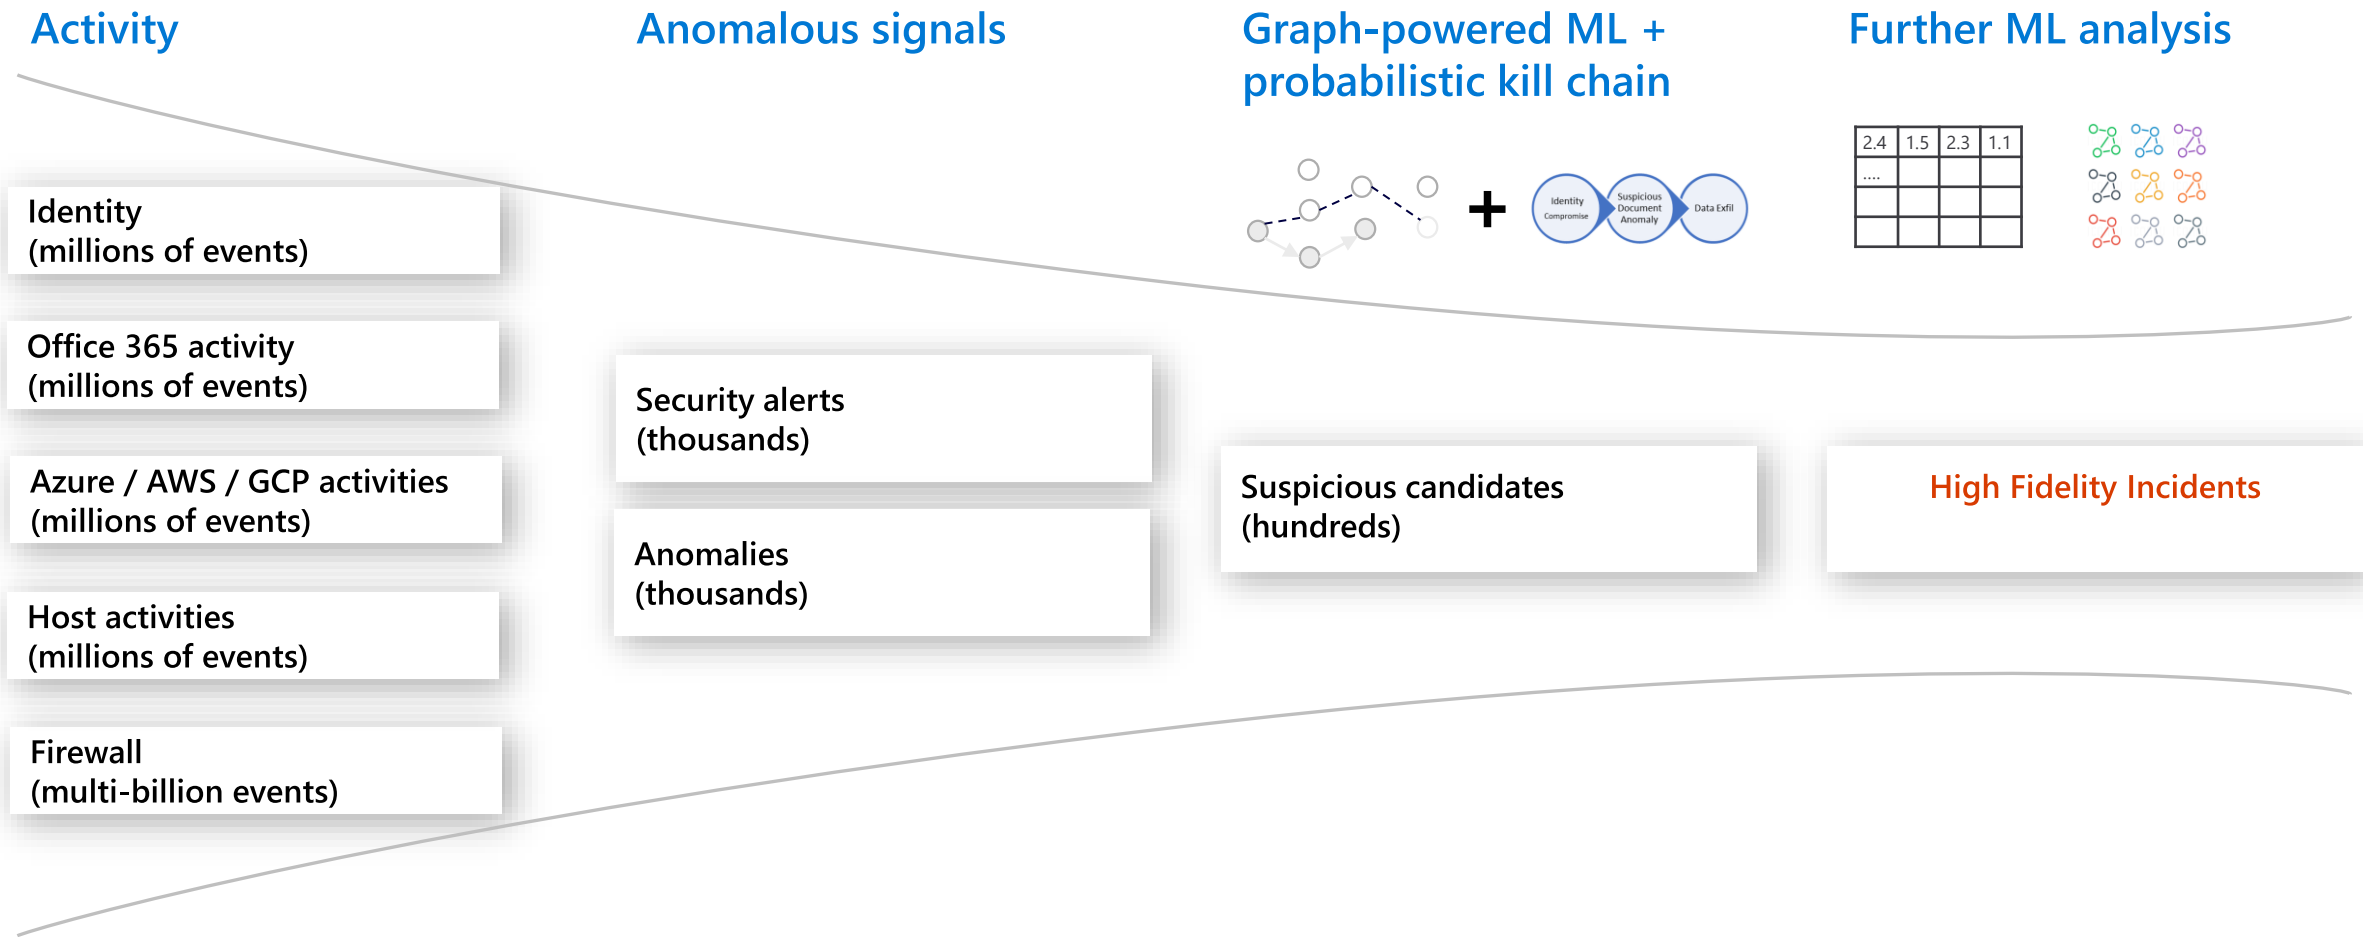 Activity
Anomalous signals
Graph-powered ML +
probabilistic kill chain
Further ML analysis
Identity
Compromise
Suspicious
Document
Anomaly
Data Exfil
2.4 1.5 2.3 1.1
....
Identity
(millions of events)
Office 365 activity
(millions of events)
Azure / AWS / GCP activities
(millions of events)
Host activities
(millions of events)
Firewall
(multi-billion events)
Security alerts
(thousands)
Anomalies
(thousands)
Suspicious candidates
(hundreds)
High Fidelity Incidents